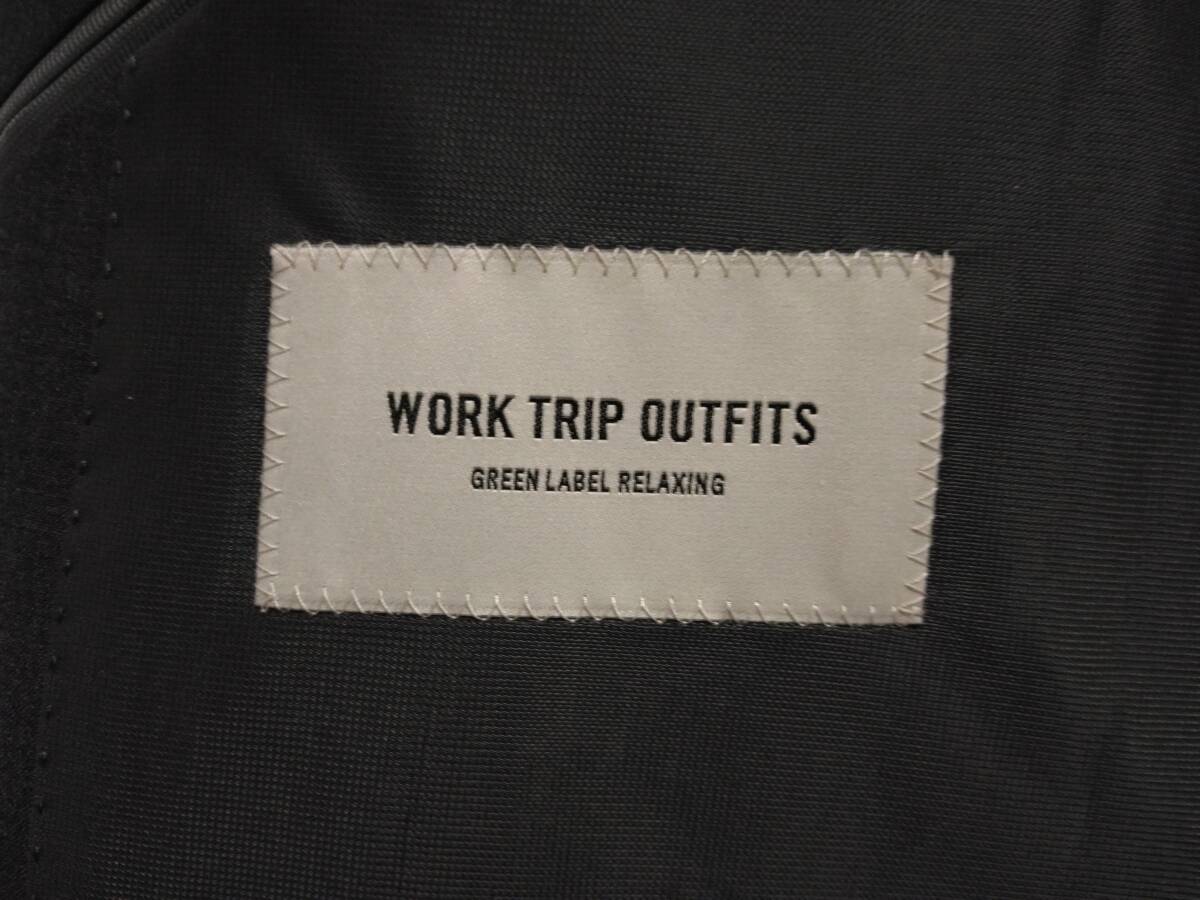 WORK TRIP OUTFITS
GREEN LABEL RELAXING